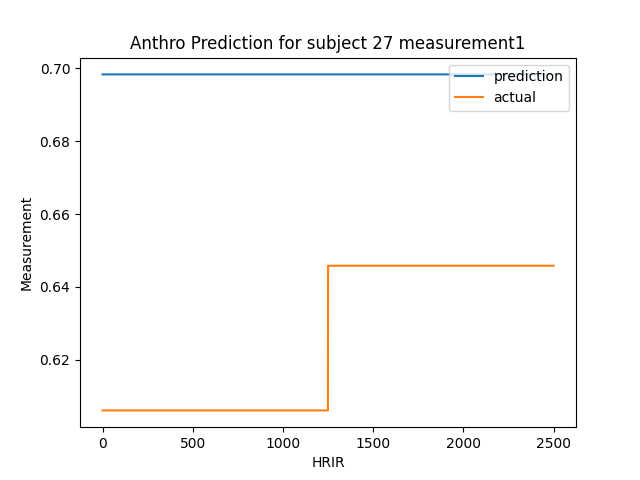 Anthro Prediction for subject 27 measurement1
prediction
actual
0.70
0.68
0.66
0.64
0.62
Measurement
0
500
1000
1500
2000
2500
HRIR